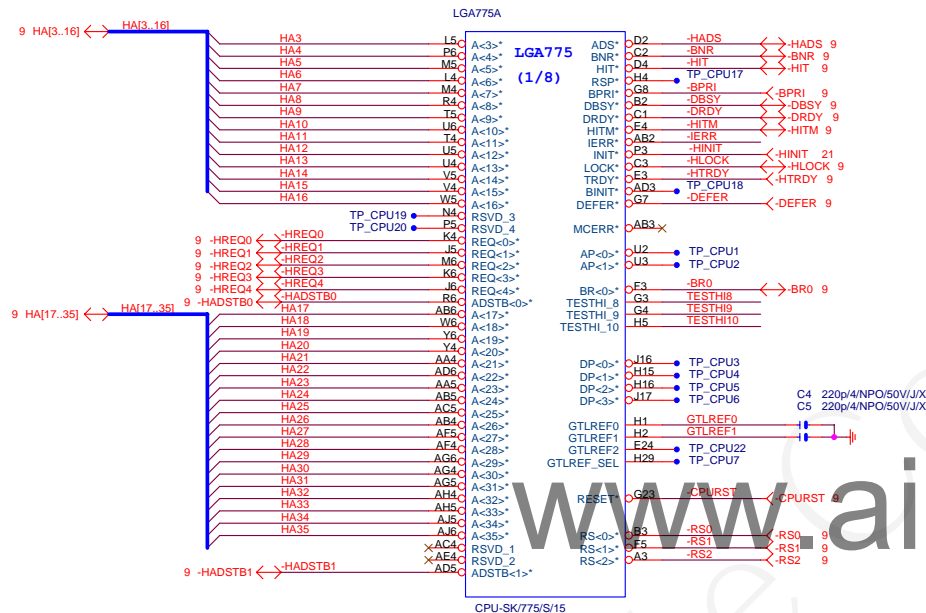 LGA775A
9 HA[3..16] HA[3..16]
LGA775
(1/8)
HA3 L5 A<3>* ADS* D2 -HADS -HADS 9
HA4 P6 A<4>* BNR* C2 -BNR -BNR 9
HA5 M5 A<5>* HIT* D4 -HIT -HIT 9
HA6 L4 A<6>* RSP* H4 TP_CPU17
HA7 M4 A<7>* BPRI* G8 -BPRI -BPRI 9
HA8 R4 A<8>* DBSY* B2 -DBSY -DBSY 9
HA9 T5 A<9>* DRDY* C1 -DRDY -DRDY 9
HA10 U6 A<10>* HITM* E4 -HITM -HITM 9
HA11 T4 A<11>* IERR* AB2 -IERR
HA12 U5 A<12>* INIT* P3 -HINIT -HINIT 21
HA13 U4 A<13>* LOCK* C3 -HLOCK -HLOCK 9
HA14 V5 A<14>* TRDY* E3 -HTRDY -HTRDY 9
HA15 V4 A<15>* BINIT* AD3 TP_CPU18
HA16 W5 A<16>* DEFER* G7 -DEFER -DEFER 9
TP_CPU19 N4 RSVD_3
TP_CPU20 P5 RSVD_4 MCERR* AB3
9 -HREQ0 -HREQ0 K4 REQ<0>*
9 -HREQ1 -HREQ1 J5 REQ<1>* AP<0>* U2 TP_CPU1
9 -HREQ2 -HREQ2 M6 REQ<2>* AP<1>* U3 TP_CPU2
9 -HREQ3 -HREQ3 K6 REQ<3>*
9 -HREQ4 -HREQ4 J6 REQ<4>* BR<0>* F3 -BR0 -BR0 9
9 -HADSTB0 -HADSTB0 R6 ADSTB<0>* TESTHI_8 G3 TESTHI8
9 HA[17..35] HA[17..35]
HA17 AB6 A<17>* TESTHI_9 G4 TESTHI9
HA18 W6 A<18>* TESTHI_10 H5 TESTHI10
HA19 Y6 A<19>*
HA20 Y4 A<20>*
HA21 AA4 A<21>* DP<0>* J16 TP_CPU3
HA22 AD6 A<22>* DP<1>* H15 TP_CPU4
HA23 AA5 A<23>* DP<2>* H16 TP_CPU5
HA24 AB5 A<24>* DP<3>* J17 TP_CPU6
C4 220p/4/NPO/50V/J/X
C5 220p/4/NPO/50V/J/X
HA25 AC5 A<25>*
HA26 AB4 A<26>* GTLREF0 H1 GTLREF0
HA27 AF5 A<27>* GTLREF1 H2 GTLREF1
HA28 AF4 A<28>* GTLREF2 E24 TP_CPU22
HA29 AG6 A<29>* GTLREF_SEL H29 TP_CPU7
HA30 AG4 A<30>*
HA31 AG5 A<31>*
HA32 AH4 A<32>* RESET* G23 -CPURST -CPURST 9
HA33 AH5 A<33>*
HA34 AJ5 A<34>*
HA35 AJ6 A<35>* RS<0>* B3 -RS0 -RS0 9
AC4 RSVD_1 RS<1>* F5 -RS1 -RS1 9
AE4 RSVD_2 RS<2>* A3 -RS2 -RS2 9
9 -HADSTB1 -HADSTB1 AD5 ADSTB<1>*
CPU-SK/775/S/15
www.ai